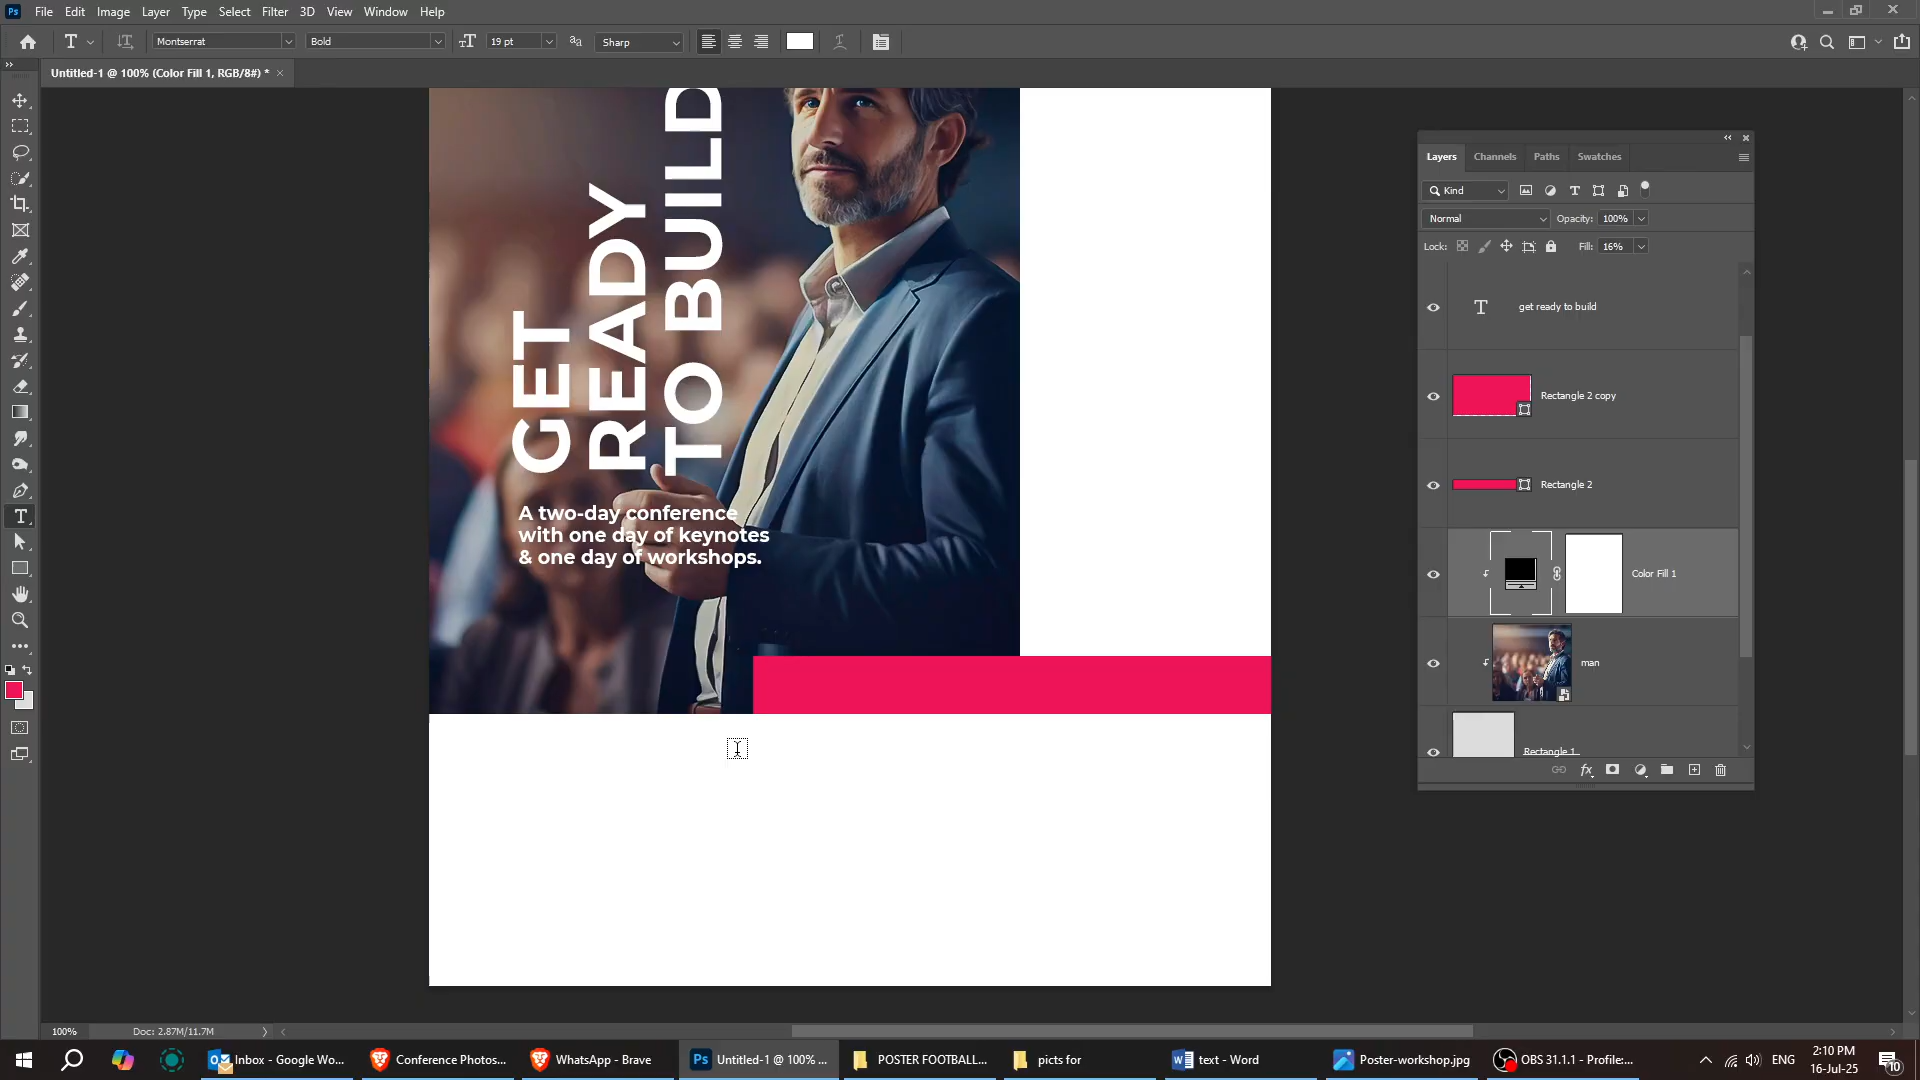 Ps File Edit Image Layer Type Select Filter 3D View Window Help
Montserrat Bold 19 pt Sharp
Untitled-1 @ 100% (Color Fill 1, RGB/8#) *
GET
READY
TO BUILD
A two-day conference
with one day of keynotes
& one day of workshops.
Layers Channels Paths Swatches
Kind
Normal Opacity: 100%
Lock: Fill: 16%
get ready to build
Rectangle 2 copy
Rectangle 2
Color Fill 1
man
Rectangle 1
100% Doc: 2.87M/11.7M
Inbox - Google Wo... Conference Photos... WhatsApp - Brave Ps Untitled-1 @ 100% ... POSTER FOOTBALL... picts for text - Word Poster-workshop.jpg OBS 31.1.1 - Profile:... ENG 2:10 PM
16-Jul-25 10